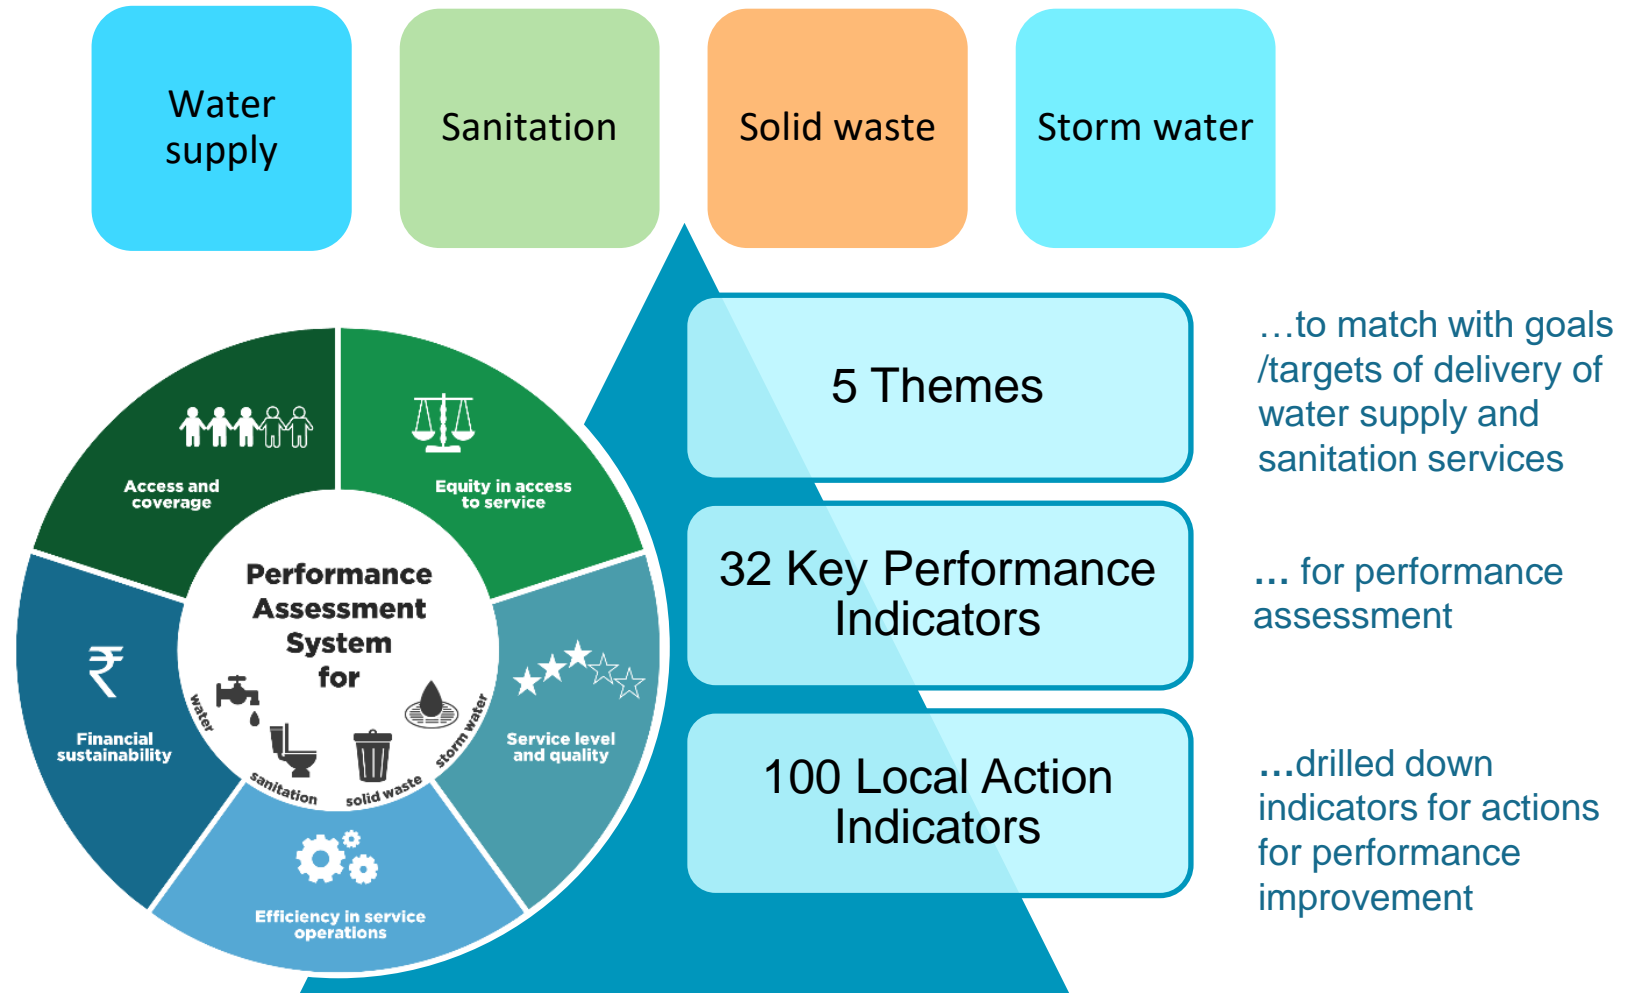 Water
supply
Sanitation
Solid waste
Storm water
Access and
coverage
Equity in access
to service
Performance
Assessment
System
for
water
sanitation
solid waste
storm water
₹
Financial
sustainability
Service level
and quality
Efficiency in service
operations
5 Themes
…to match with goals
/targets of delivery of
water supply and
sanitation services
32 Key Performance
Indicators
... for performance
assessment
100 Local Action
Indicators
...drilled down
indicators for actions
for performance
improvement